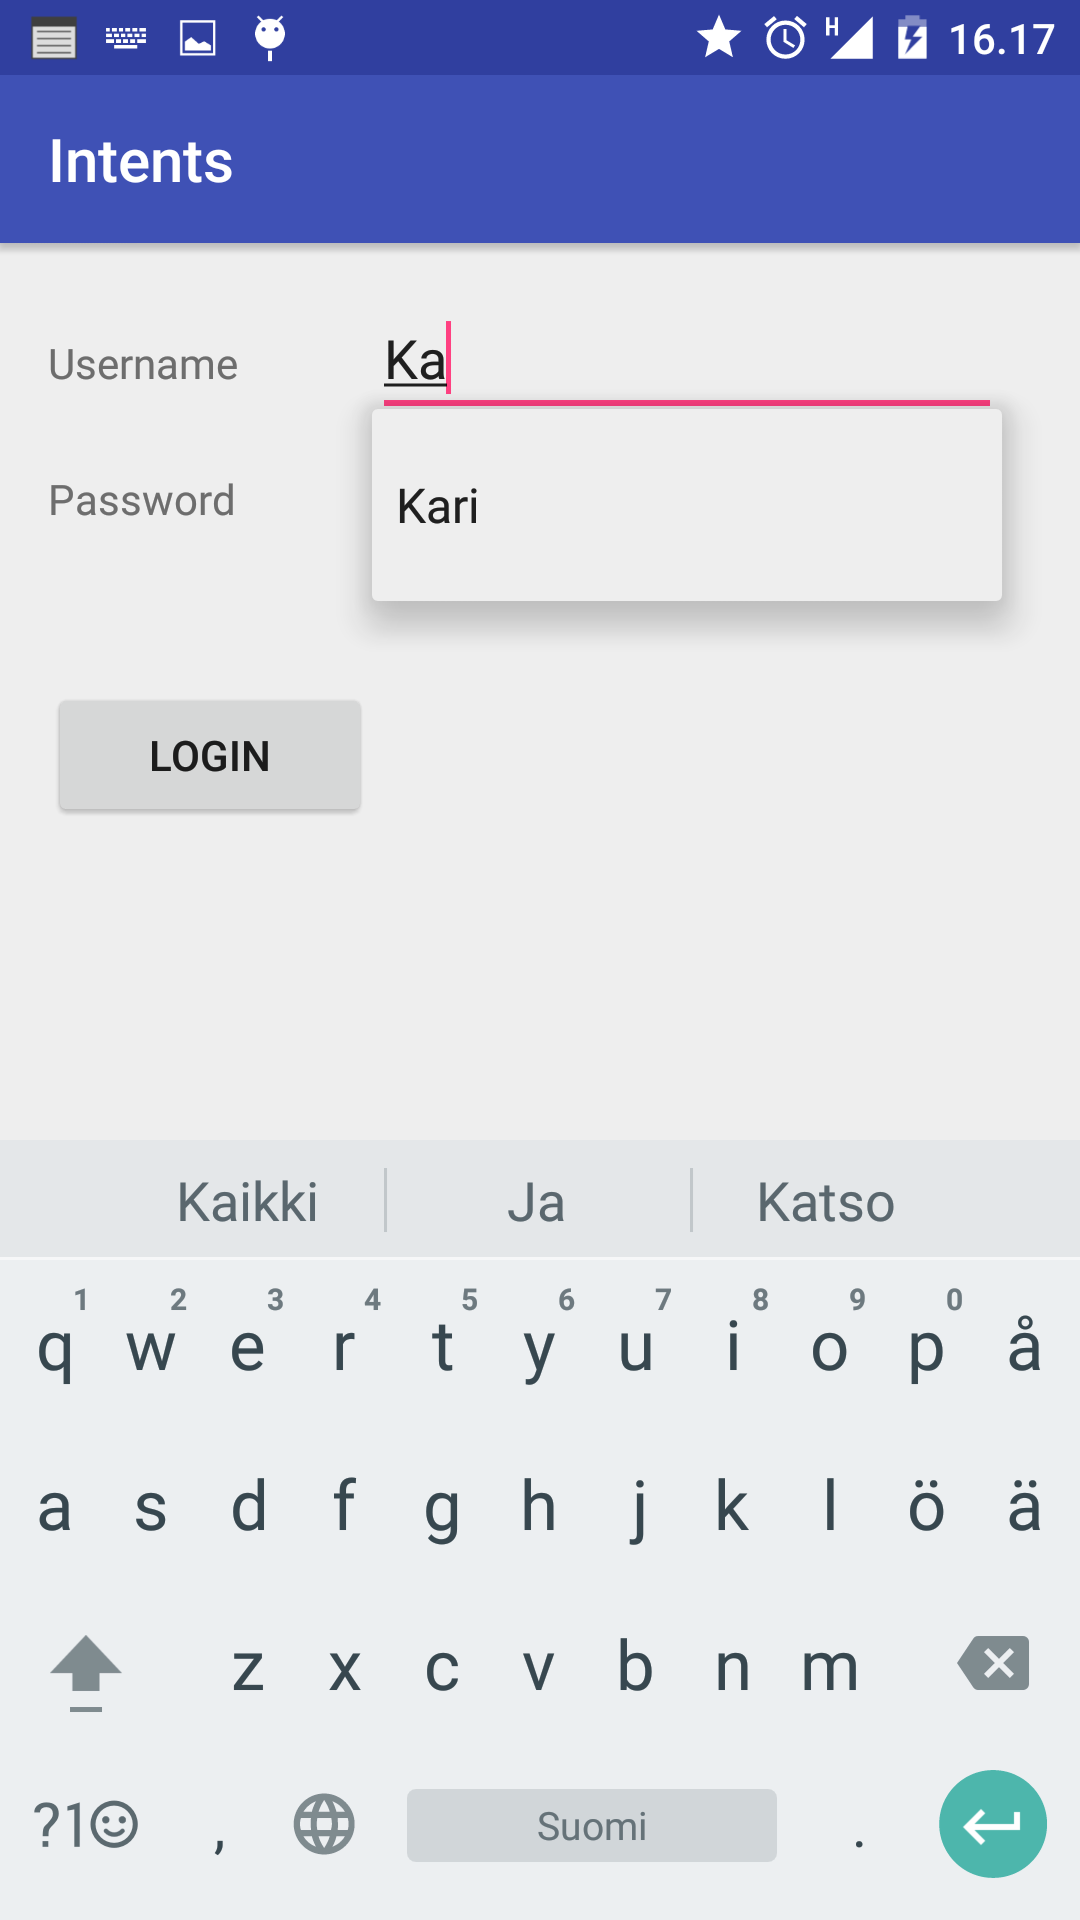 H 16.17
Intents
Username Ka
Kari
Password
LOGIN
Kaikki Ja Katso
1 2 3 4 5 6 7 8 9 0
q w e r t y u i o p å
a s d f g h j k l ö ä
z x c v b n m
?1☺ , Suomi .